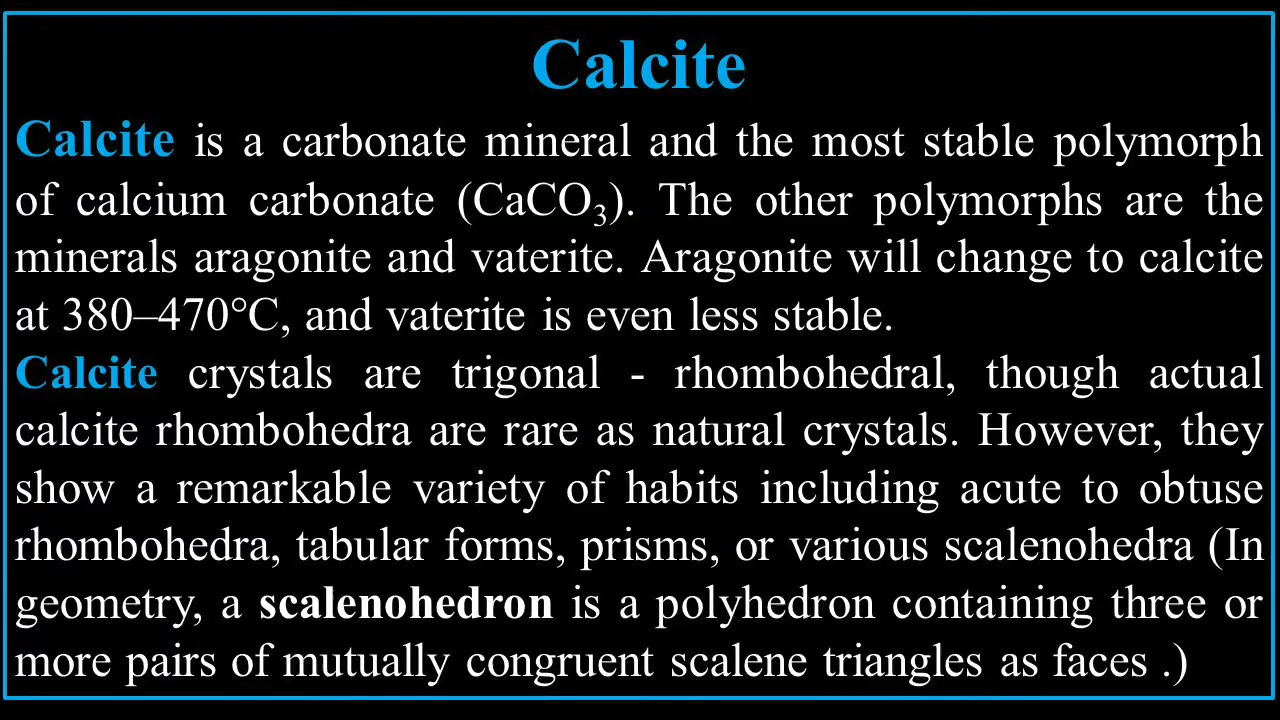 Calcite
Calcite is a carbonate mineral and the most stable polymorph
of calcium carbonate (CaCO₃). The other polymorphs are the
minerals aragonite and vaterite. Aragonite will change to calcite
at 380–470°C, and vaterite is even less stable.
Calcite crystals are trigonal - rhombohedral, though actual
calcite rhombohedra are rare as natural crystals. However, they
show a remarkable variety of habits including acute to obtuse
rhombohedra, tabular forms, prisms, or various scalenohedra (In
geometry, a scalenohedron is a polyhedron containing three or
more pairs of mutually congruent scalene triangles as faces .)